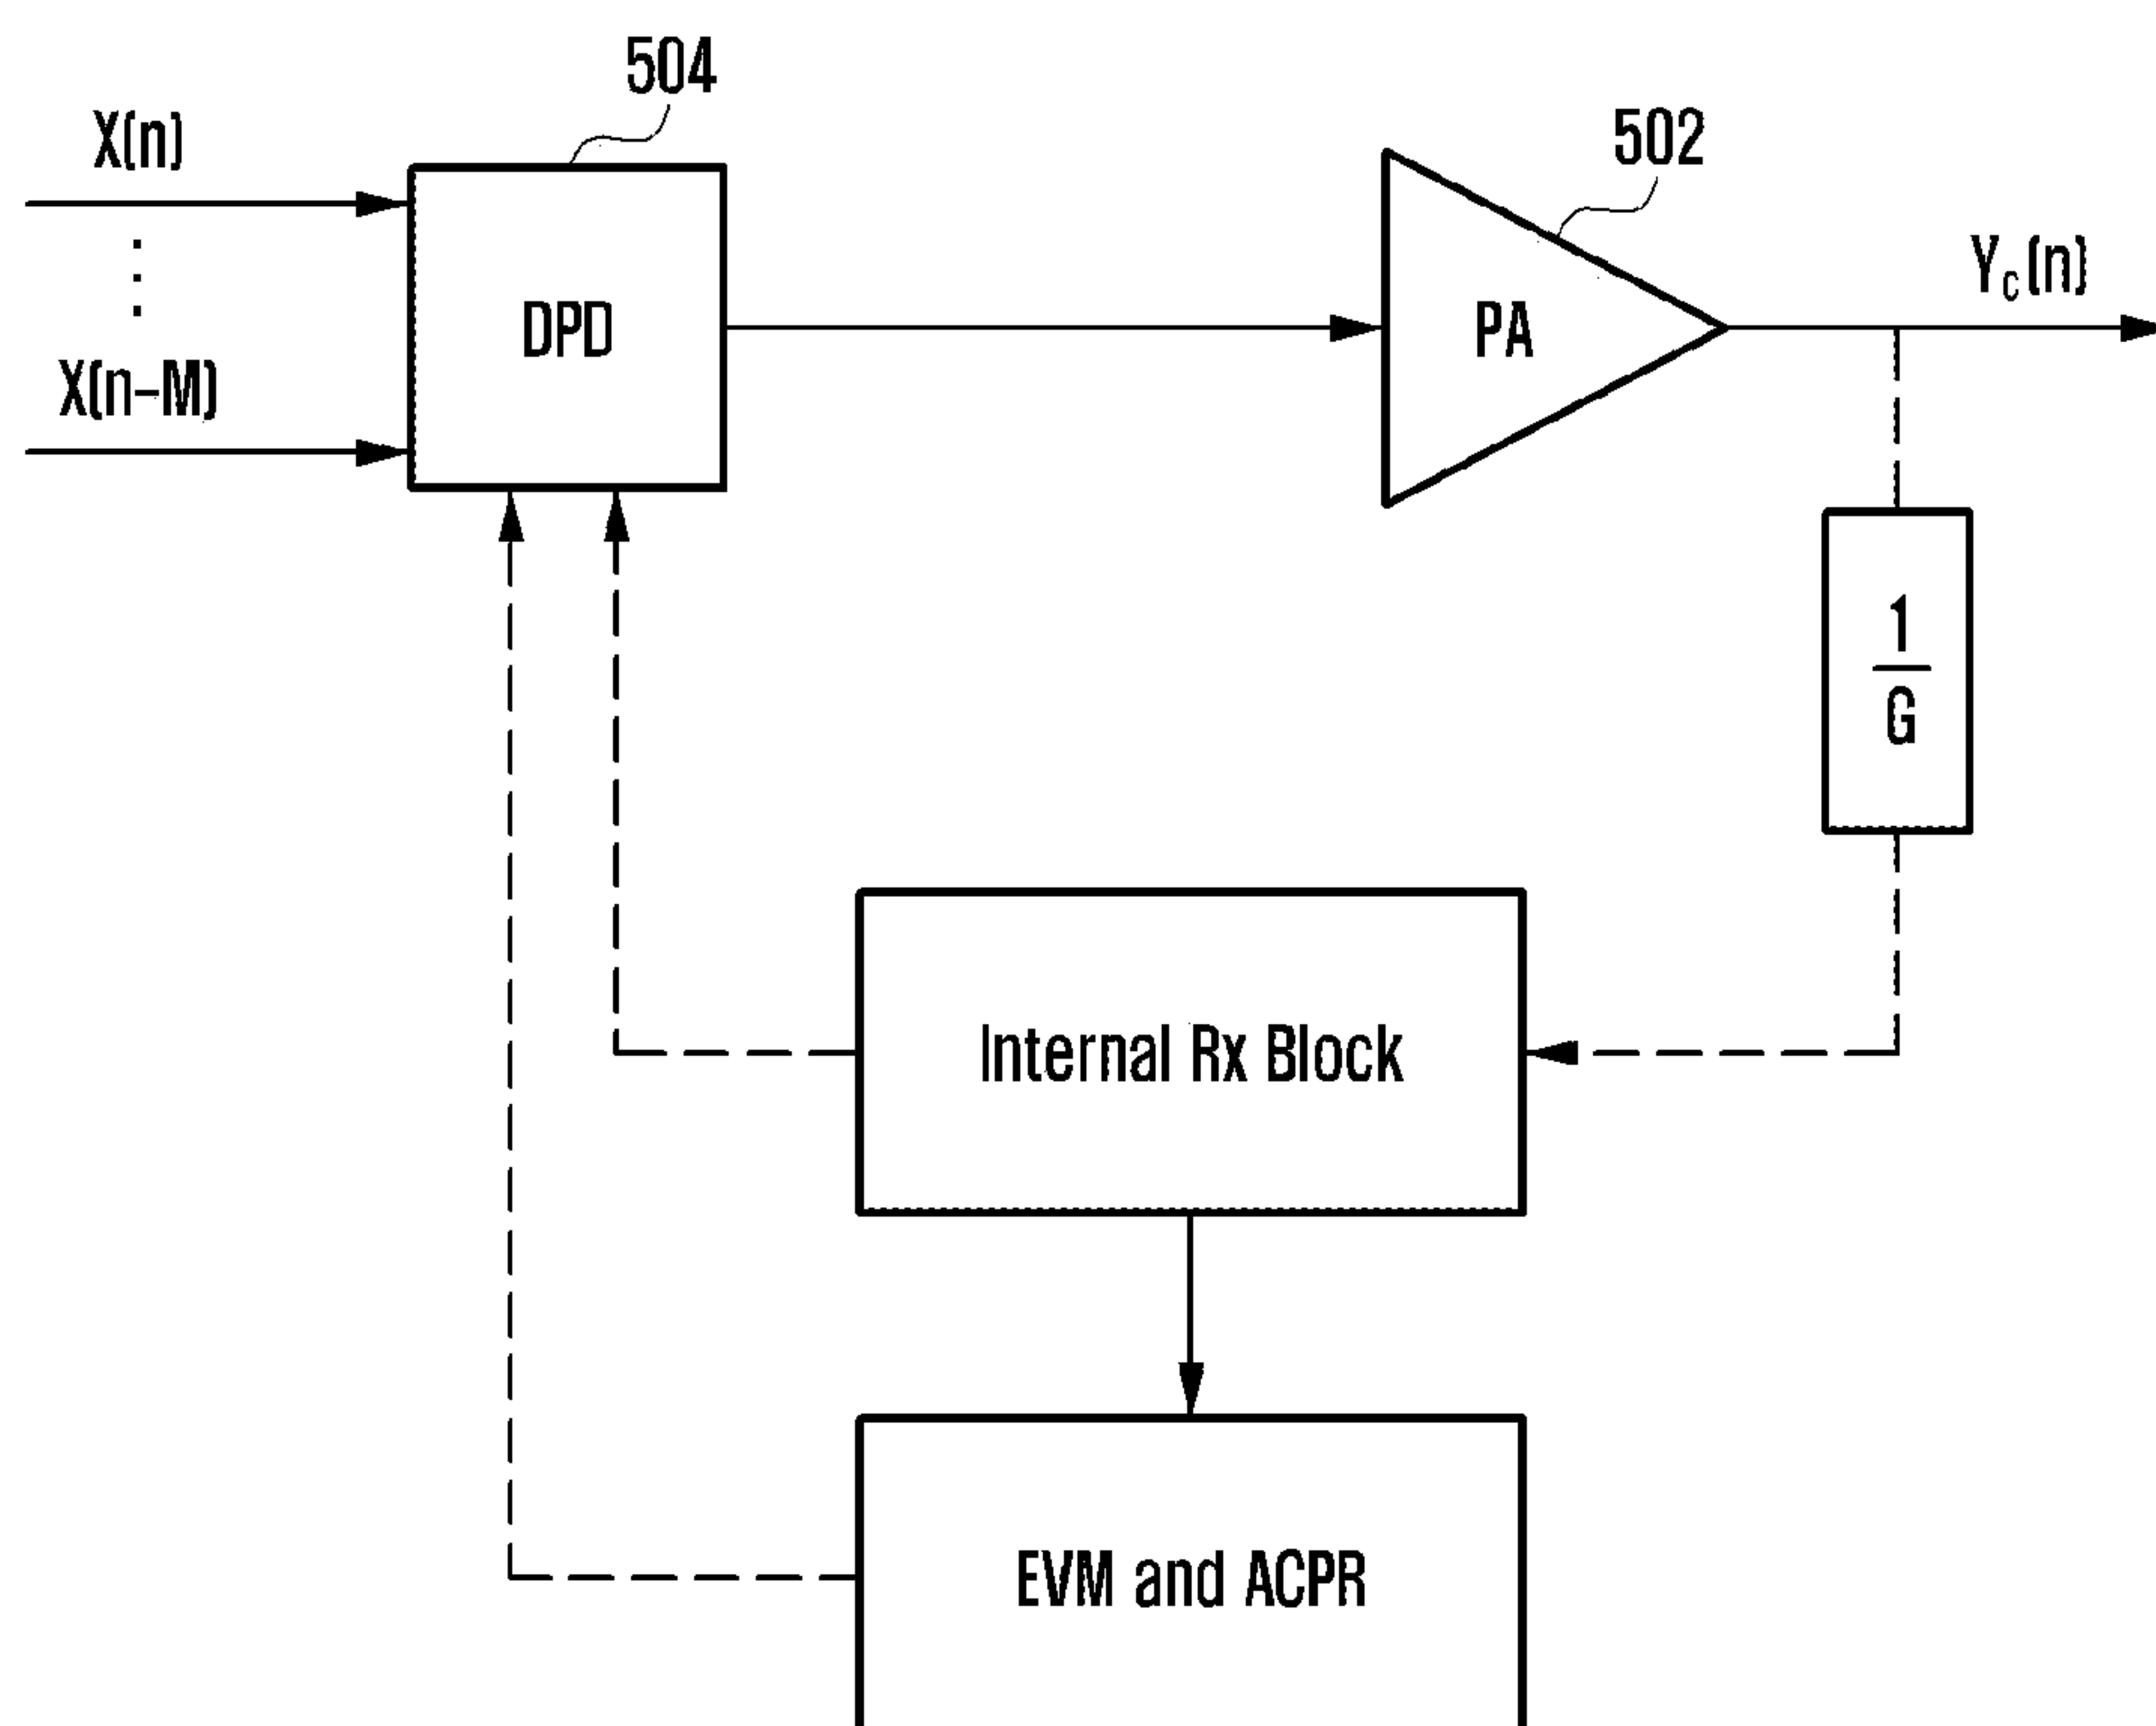 504
502
X(n)
Y_C(n)
DPD
PA
X(n-M)
1
G
Internal Rx Block
EVM and ACPR